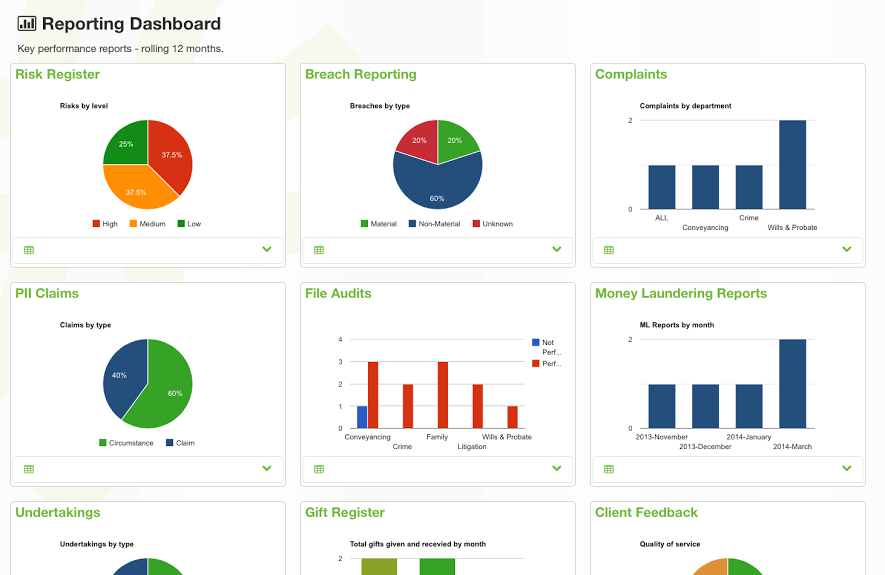 Reporting Dashboard
Key performance reports - rolling 12 months.
Risk Register
Risks by level
25%
37.5%
37.5%
High
Medium
Low
Breach Reporting
Breaches by type
20%
20%
60%
Material
Non-Material
Unknown
Complaints
Complaints by department
2
0
ALL
Crime
Conveyancing
Wills & Probate
PII Claims
Claims by type
40%
60%
Circumstance
Claim
File Audits
4
3
2
1
0
Not
Perf...
Perf...
Conveyancing
Family
Wills & Probate
Crime
Litigation
Money Laundering Reports
ML Reports by month
2
0
2013-November
2014-January
2013-December
2014-March
Undertakings
Undertakings by type
Gift Register
Total gifts given and recevied by month
2
Client Feedback
Quality of service